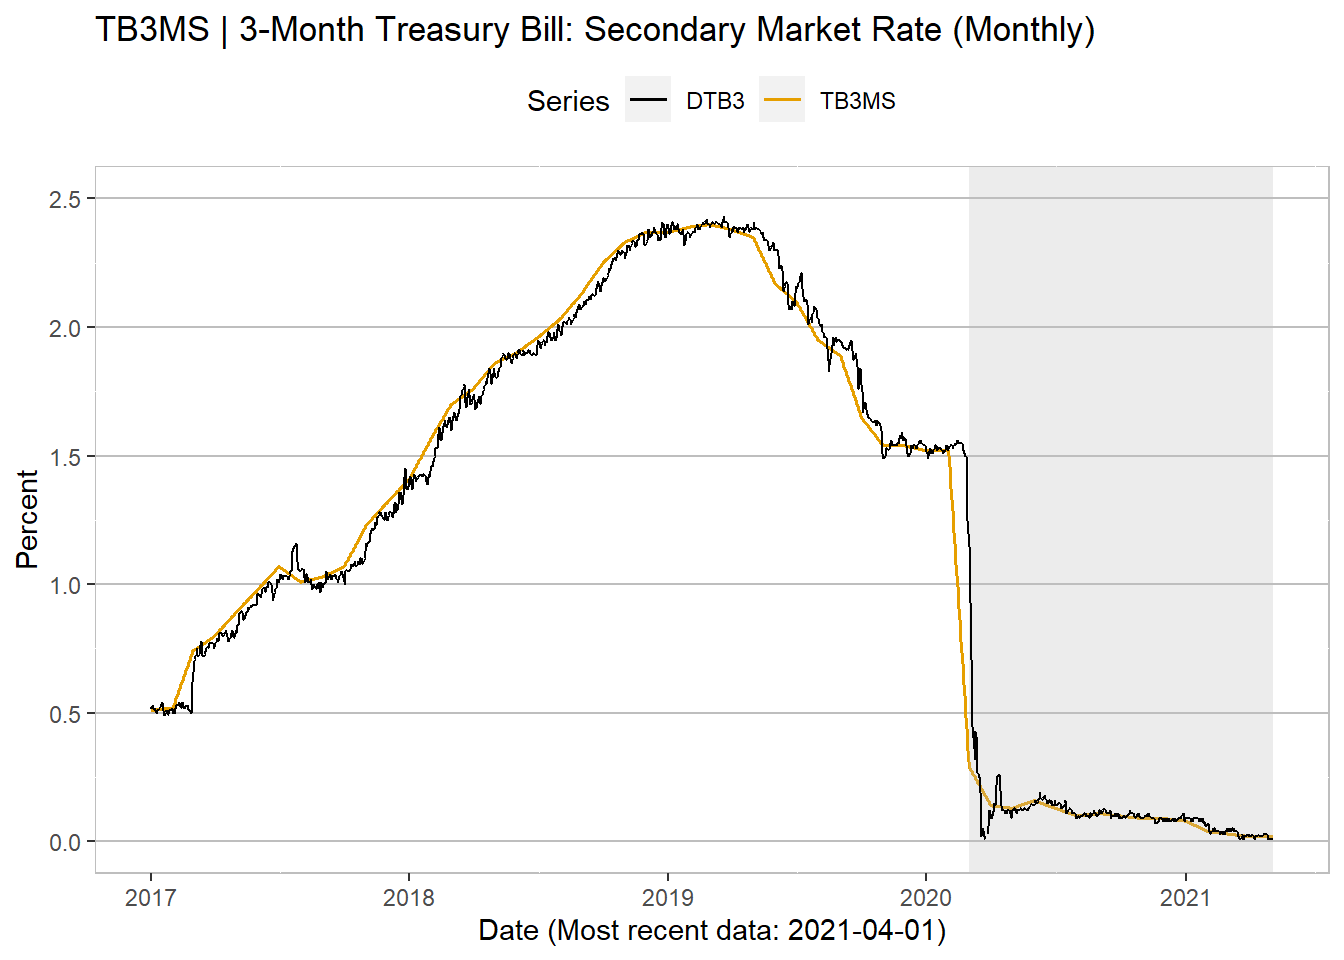 TB3MS | 3-Month Treasury Bill: Secondary Market Rate (Monthly)
Series DTB3 TB3MS
Percent
2.5
2.0
1.5
1.0
0.5
0.0
2017 2018 2019 2020 2021
Date (Most recent data: 2021-04-01)